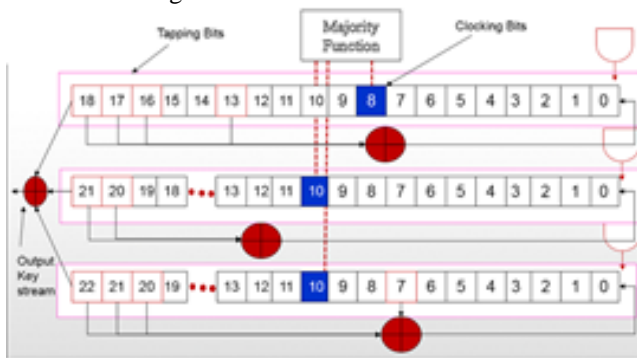 Tapping Bits
Majority
Function
Clocking Bits
18 17 16 15 14 13 12 11 10 9 8 7 6 5 4 3 2 1 0
21 20 19 18 13 12 11 10 9 8 7 6 5 4 3 2 1 0
Output
Key
stream
22 21 20 19 13 12 11 10 9 8 7 6 5 4 3 2 1 0